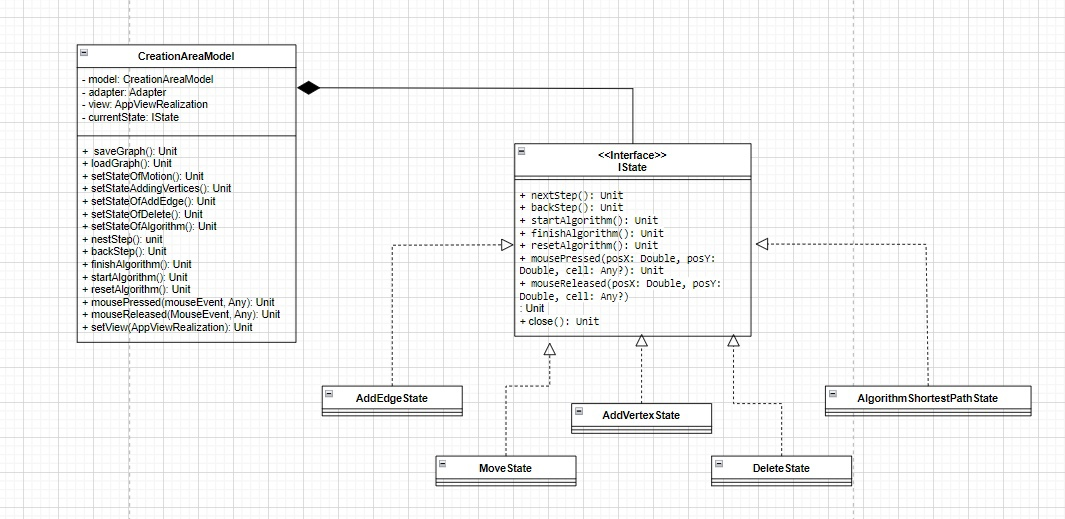 CreationAreaModel
- model: CreationAreaModel
- adapter: Adapter
- view: AppViewRealization
- currentState: IState
+ saveGraph(): Unit
+ loadGraph(): Unit
+ setStateOfMotion(): Unit
+ setStateAddingVertices(): Unit
+ setStateOfAddEdge(): Unit
+ setStateOfDelete(): Unit
+ setStateOfAlgorithm(): Unit
+ nestStep(): unit
+ backStep(): Unit
+ finishAlgorithm(): Unit
+ startAlgorithm(): Unit
+ resetAlgorithm(): Unit
+ mousePressed(mouseEvent, Any): Unit
+ mouseReleased(MouseEvent, Any): Unit
+ setView(AppViewRealization): Unit
<<Interface>>
IState
+ nextStep(): Unit
+ backStep(): Unit
+ startAlgorithm(): Unit
+ finishAlgorithm(): Unit
+ resetAlgorithm(): Unit
+ mousePressed(posX: Double, posY:
Double, cell: Any?): Unit
+ mouseReleased(posX: Double, posY:
Double, cell: Any?)
: Unit
+ close(): Unit
AddEdgeState
AlgorithmShortestPathState
AddVertexState
MoveState
DeleteState